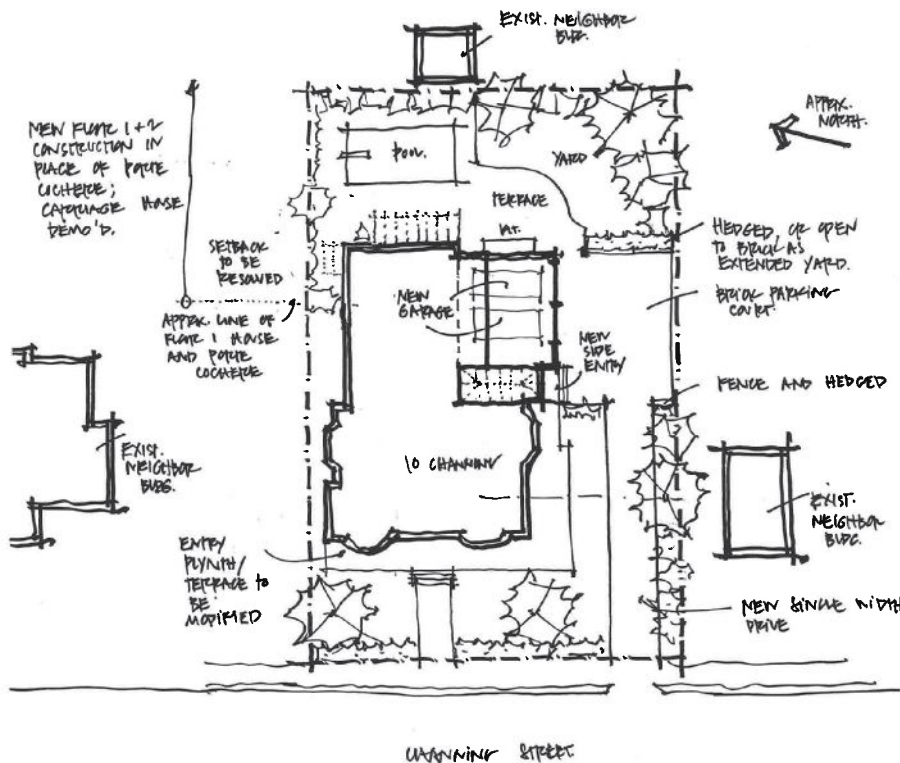 EXIST. NEIGHBOR
BLDG.
NEW FLOOR 1+2
CONSTRUCTION IN
PLACE OF PORTE
COCHERE;
CARRIAGE HOUSE
DEMO'D.
APPRX.
NORTH.
POOL.
YARD
TERRACE
SETBACK
TO BE
RESOLVED
HEDGED, OR OPEN
TO BRICK AS
EXTENDED YARD.
BRICK PARKING
COURT.
NEW
GARAGE
APPRX. LINE OF
FLOOR 1 HOUSE
AND PORTE
COCHERE
NEW
SIDE
ENTRY
FENCE AND HEDGED
EXIST.
NEIGHBOR
BLDG.
10 CHANNING
EXIST.
NEIGHBOR
BLDG.
ENTRY
PLYNTH/
TERRACE TO
BE
MODIFIED
NEW SINGLE WIDTH
DRIVE
CHANNING STREET